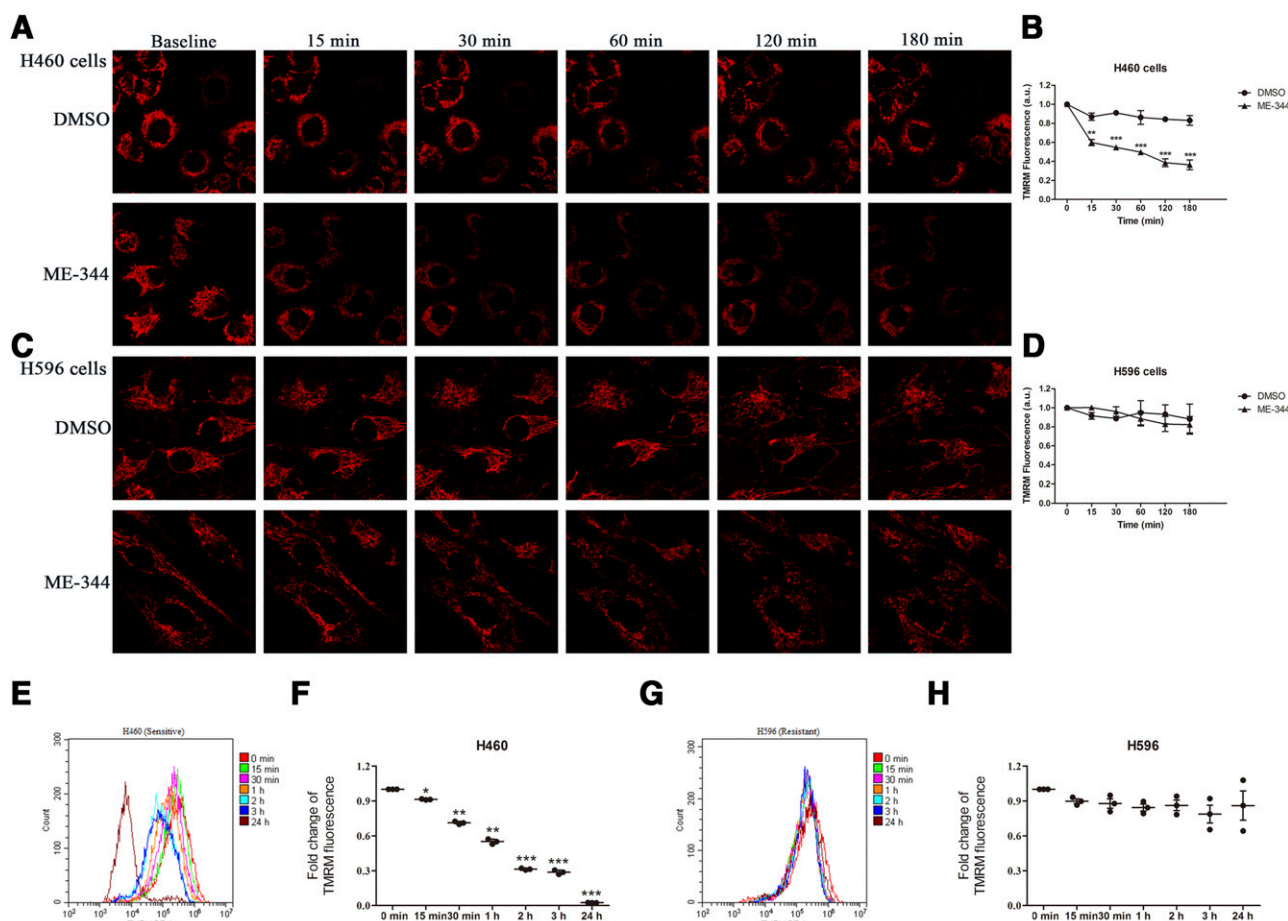 A
B
Baseline 15 min 30 min 60 min 120 min 180 min
H460 cells
DMSO
ME-344
H460 cells
DMSO
ME-344
TMRM Fluorescence (a.u.)
1.2
1.0
0.8
0.6
0.4
0.2
0.0
** *** *** *** ***
0 15 30 60 120 180
Time (min)
C
D
H596 cells
DMSO
ME-344
H596 cells
DMSO
ME-344
TMRM Fluorescence (a.u.)
1.2
1.0
0.8
0.6
0.4
0.2
0.0
0 15 30 60 120 180
Time (min)
E
H460 (Sensitive)
Count
300
200
100
0
0 min
15 min
30 min
1 h
2 h
3 h
24 h
10² 10³ 10⁴ 10⁵ 10⁶ 10⁷
F
H460
Fold change of
TMRM fluorescence
1.2
0.9
0.6
0.3
0.0
* ** ** *** *** ***
0 min 15 min 30 min 1 h 2 h 3 h 24 h
G
H596 (Resistant)
Count
300
200
100
0
0 min
15 min
30 min
1 h
2 h
3 h
24 h
10² 10³ 10⁴ 10⁵ 10⁶ 10⁷
H
H596
Fold change of
TMRM fluorescence
1.2
0.9
0.6
0.3
0.0
0 min 15 min 30 min 1 h 2 h 3 h 24 h